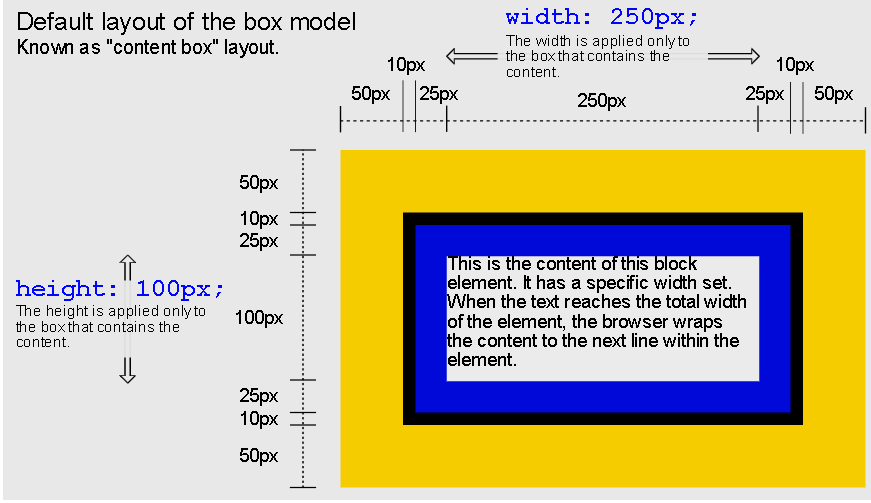 Default layout of the box model
Known as "content box" layout.
width: 250px;
The width is applied only to
the box that contains the
content.
10px
10px
50px
25px
250px
25px
50px
50px
10px
25px
height: 100px;
The height is applied only to
the box that contains the
content.
100px
25px
10px
50px
This is the content of this block
element. It has a specific width set.
When the text reaches the total width
of the element, the browser wraps
the content to the next line within the
element.